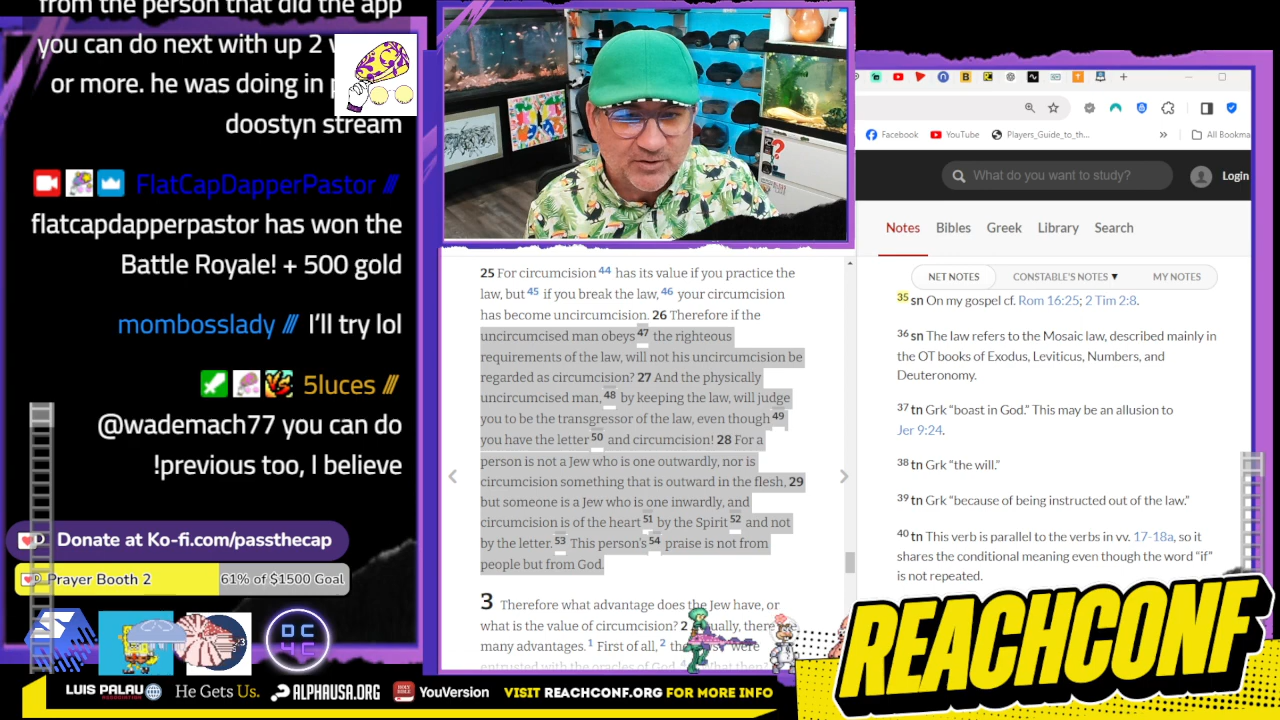 from the person that did the app
you can do next with up 2
or more. he was doing in
doostyn stream
FlatCapDapperPastor ///
flatcapdapperpastor has won the
Battle Royale! + 500 gold
mombosslady /// I'll try lol
5luces ///
@wademach77 you can do
!previous too, I believe
Donate at Ko-fi.com/passthecap
Prayer Booth 2 61% of $1500 Goal
25 For circumcision 44 has its value if you practice the
law, but 45 if you break the law, 46 your circumcision
has become uncircumcision. 26 Therefore if the
uncircumcised man obeys 47 the righteous
requirements of the law, will not his uncircumcision be
regarded as circumcision? 27 And the physically
uncircumcised man, 48 by keeping the law, will judge
you to be the transgressor of the law, even though 49
you have the letter 50 and circumcision! 28 For a
person is not a Jew who is one outwardly, nor is
circumcision something that is outward in the flesh, 29
but someone is a Jew who is one inwardly, and
circumcision is of the heart 51 by the Spirit 52 and not
by the letter. 53 This person's 54 praise is not from
people but from God.
3 Therefore what advantage does the Jew have, or
what is the value of circumcision? 2
many advantages. 1 First of all, 2 were
entrusted with the oracles of God.
Facebook YouTube Players_Guide_to_th... » All Bookma
What do you want to study? Login
Notes Bibles Greek Library Search
NET NOTES CONSTABLE'S NOTES ▼ MY NOTES
35 sn On my gospel cf. Rom 16:25; 2 Tim 2:8.
36 sn The law refers to the Mosaic law, described mainly in
the OT books of Exodus, Leviticus, Numbers, and
Deuteronomy.
37 tn Grk “boast in God.” This may be an allusion to
Jer 9:24.
38 tn Grk “the will.”
39 tn Grk “because of being instructed out of the law.”
40 tn This verb is parallel to the verbs in vv. 17-18a, so it
shares the conditional meaning even though the word “if”
is not repeated.
REACHCONF
LUIS PALAU He Gets Us. ALPHAUSA.ORG HOLY BIBLE YouVersion VISIT REACHCONF.ORG FOR MORE INFO